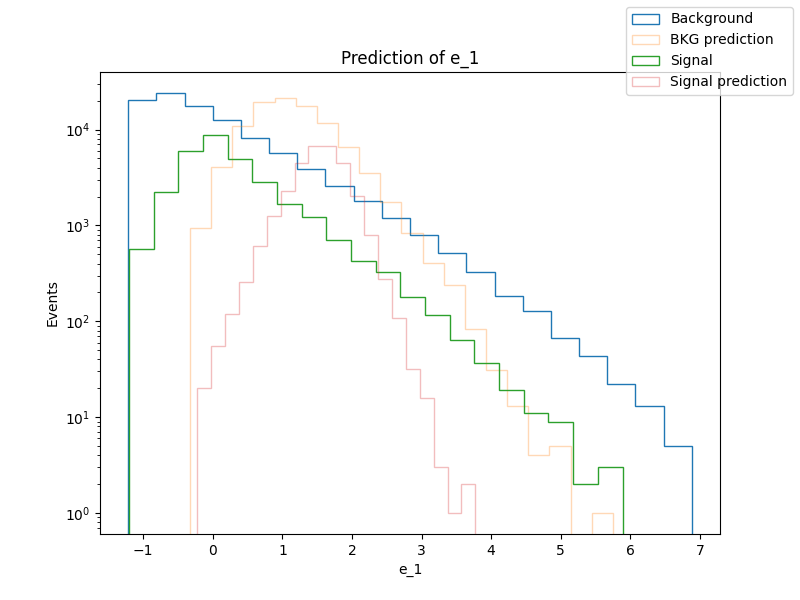 Prediction of e_1
Background
BKG prediction
Signal
Signal prediction
Events
10⁴
10³
10²
10¹
10⁰
−1 0 1 2 3 4 5 6 7
e_1